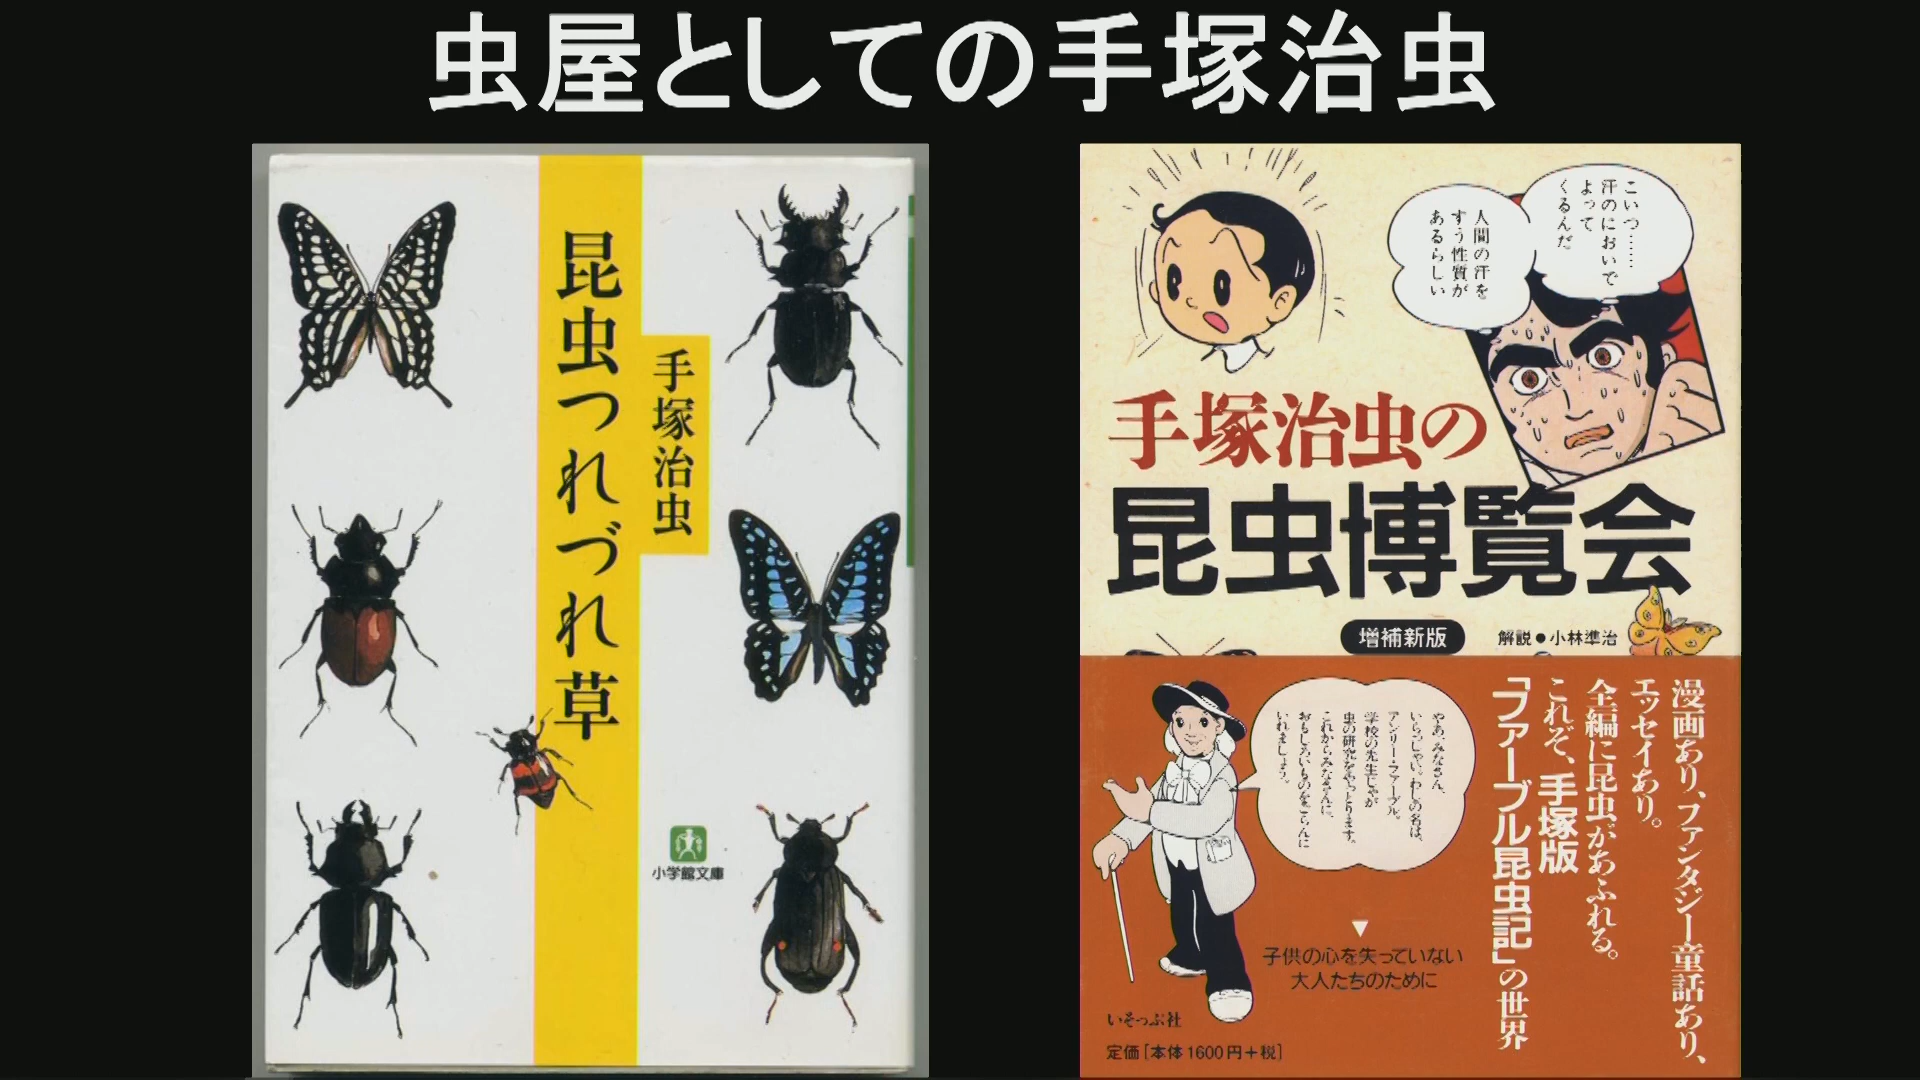 虫屋としての手塚治虫
昆虫つれづれ草
手塚治虫
小学館文庫
こいつ……
汗のにおいで
よって
くるんだ
人間の汗を
すう性質が
あるらしい
手塚治虫の
昆虫博覧会
増補新版
解説●小林準治
漫画あり、ファンタジー童話あり、
エッセイあり。
全編に昆虫があふれる。
これぞ、手塚版
「ファーブル昆虫記」の世界
やあ、みなさん、
いらっしゃい。わしの名は、
アンリー・ファーブル。
学校の先生じゃが
虫の研究をやっとります。
これからみなさんに、
おもしろいものをごらんに
いれましょう。
▼
子供の心を失っていない
大人たちのために
いそっぷ社
定価［本体1600円＋税］